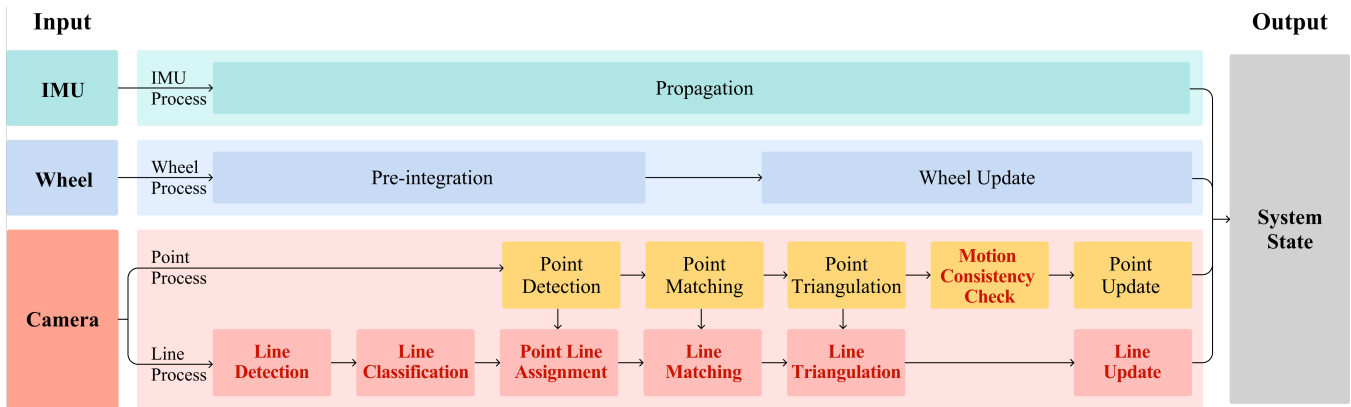 Input
Output
IMU
IMU
Process
Propagation
Wheel
Wheel
Process
Pre-integration
Wheel Update
System
State
Camera
Point
Process
Point
Detection
Point
Matching
Point
Triangulation
Motion
Consistency
Check
Point
Update
Line
Process
Line
Detection
Line
Classification
Point Line
Assignment
Line
Matching
Line
Triangulation
Line
Update